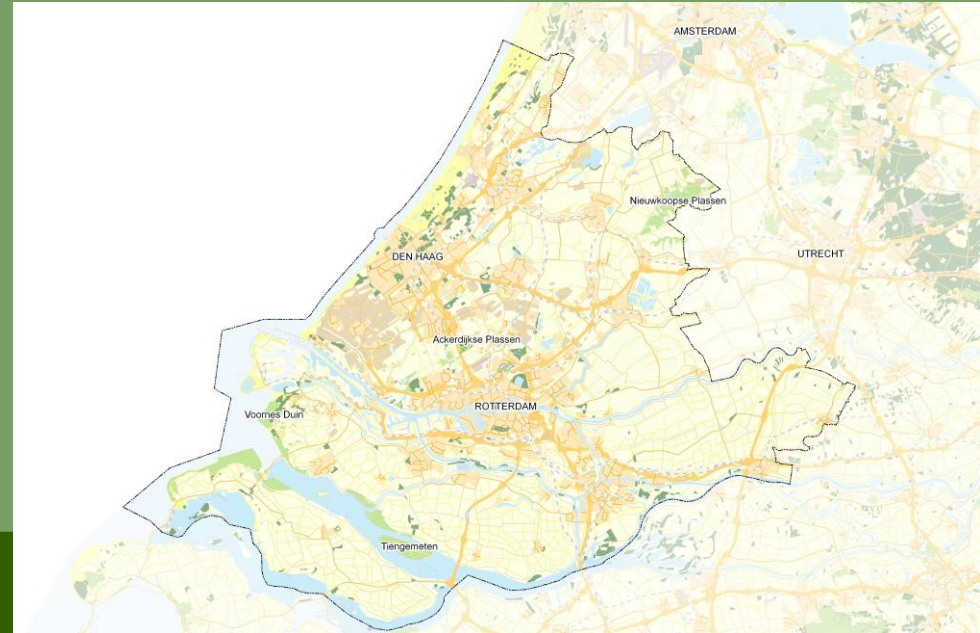 AMSTERDAM
Nieuwkoopse Plassen
UTRECHT
DEN HAAG
Ackerdijkse Plassen
ROTTERDAM
Voornes Duin
Tiengemeten